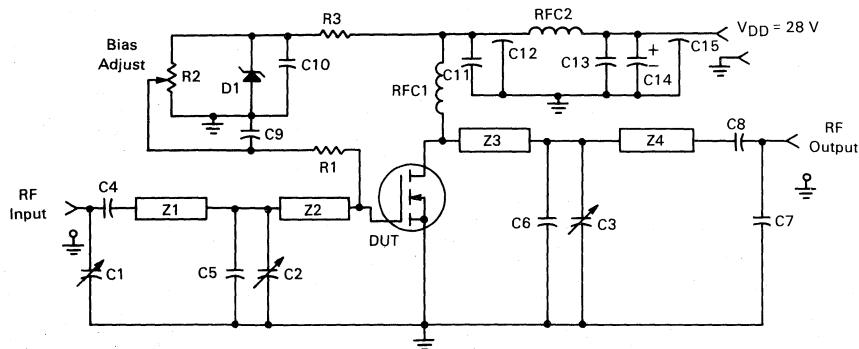 RFC2
R3
V_DD = 28 V
Bias
Adjust
R2
D1
C10
C11
C12
C13
+
−
C14
C15
RFC1
C9
R1
Z3
Z4
C8
RF
Output
RF
Input
C4
Z1
Z2
DUT
C1
C5
C2
C6
C3
C7